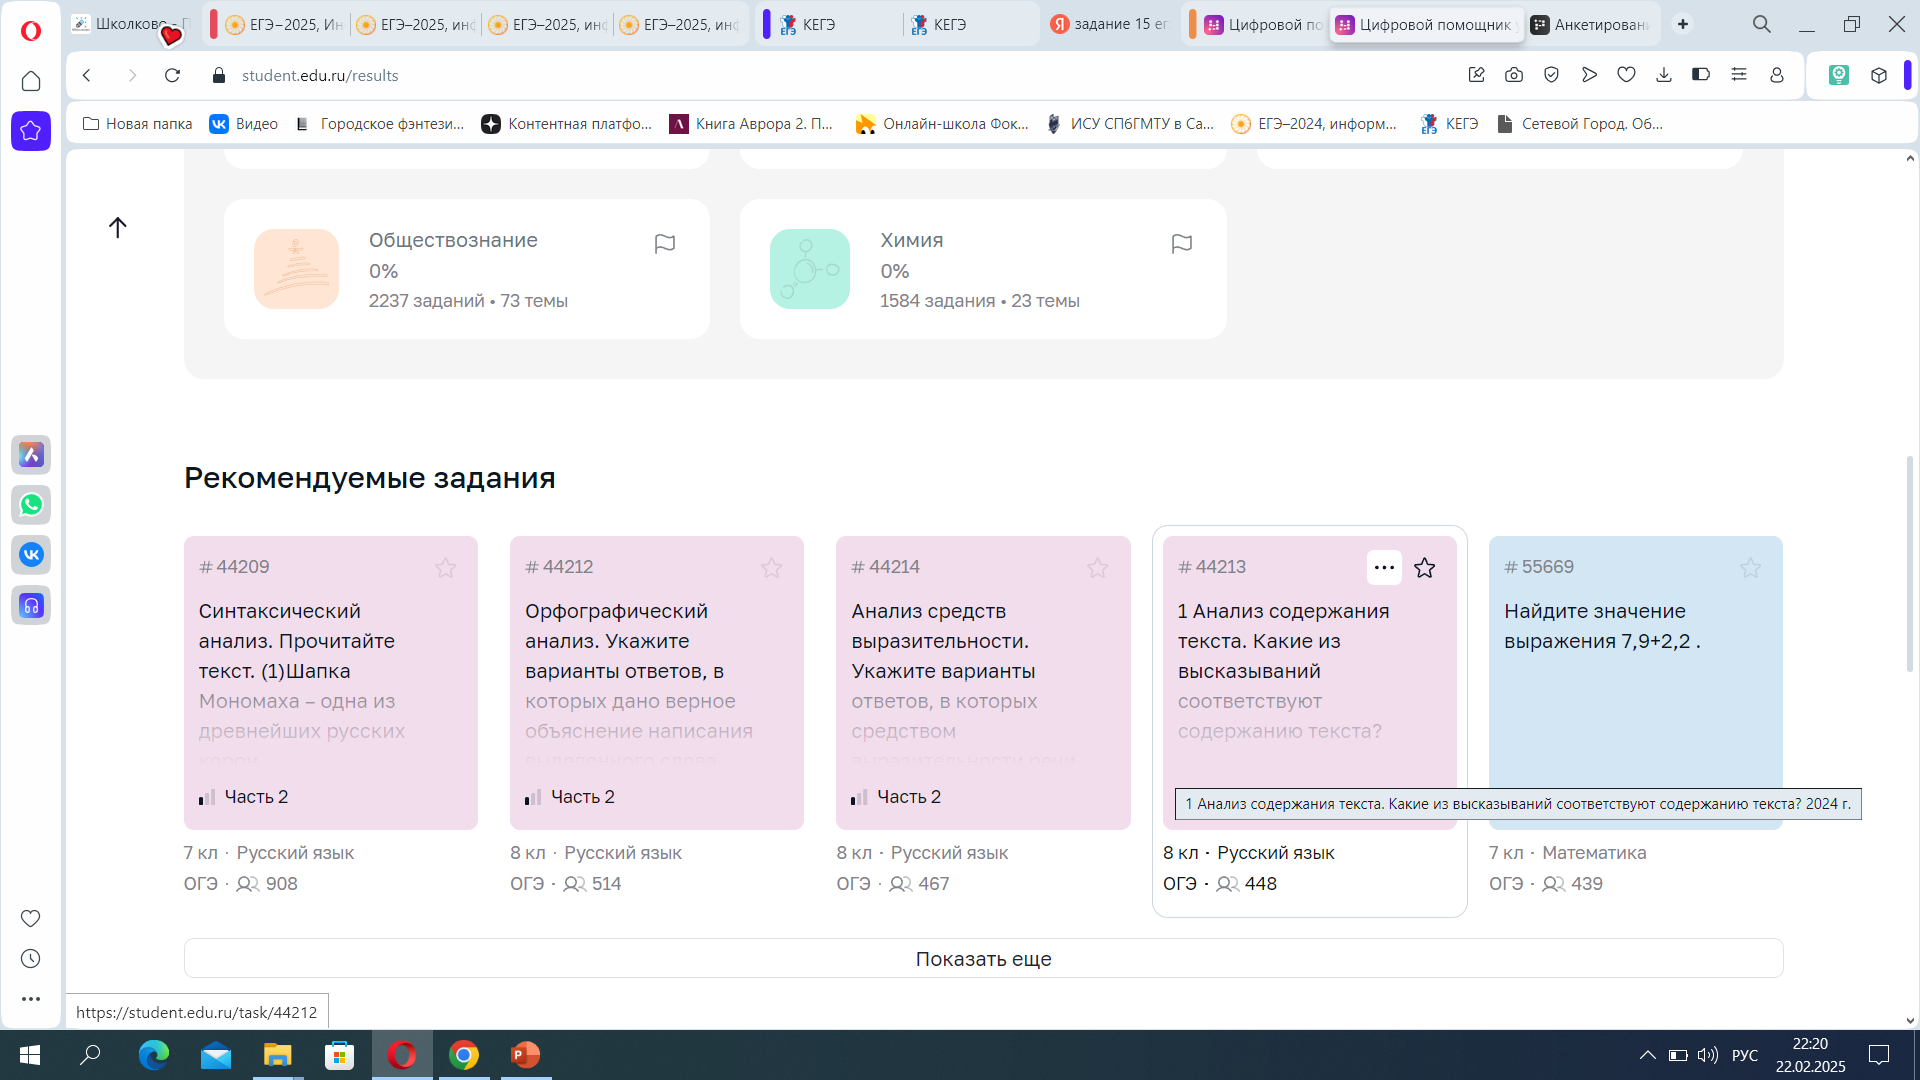 Школково - П
ЕГЭ–2025, Ин
ЕГЭ–2025, инф
ЕГЭ–2025, инф
ЕГЭ–2025, инф
КЕГЭ
КЕГЭ
задание 15 ег
Цифровой по
Цифровой помощник у
Анкетирован
student.edu.ru/results
Новая папка
Видео
Городское фэнтези...
Контентная платфо...
Книга Аврора 2. П...
Онлайн-школа Фок...
ИСУ СПбГМТУ в Са...
ЕГЭ–2024, информ...
КЕГЭ
Сетевой Город. Об...
Обществознание
0%
2237 заданий • 73 темы
Химия
0%
1584 задания • 23 темы
Рекомендуемые задания
# 44209
Синтаксический
анализ. Прочитайте
текст. (1)Шапка
Мономаха – одна из
древнейших русских
корон
Часть 2
7 кл · Русский язык
ОГЭ · 908
# 44212
Орфографический
анализ. Укажите
варианты ответов, в
которых дано верное
объяснение написания
выделенного слова
Часть 2
8 кл · Русский язык
ОГЭ · 514
# 44214
Анализ средств
выразительности.
Укажите варианты
ответов, в которых
средством
выразительности речи
Часть 2
8 кл · Русский язык
ОГЭ · 467
# 44213
1 Анализ содержания
текста. Какие из
высказываний
соответствуют
содержанию текста?
1 Анализ содержания текста. Какие из высказываний соответствуют содержанию текста? 2024 г.
8 кл · Русский язык
ОГЭ · 448
# 55669
Найдите значение
выражения 7,9+2,2 .
7 кл · Математика
ОГЭ · 439
Показать еще
https://student.edu.ru/task/44212
РУС
22:20
22.02.2025